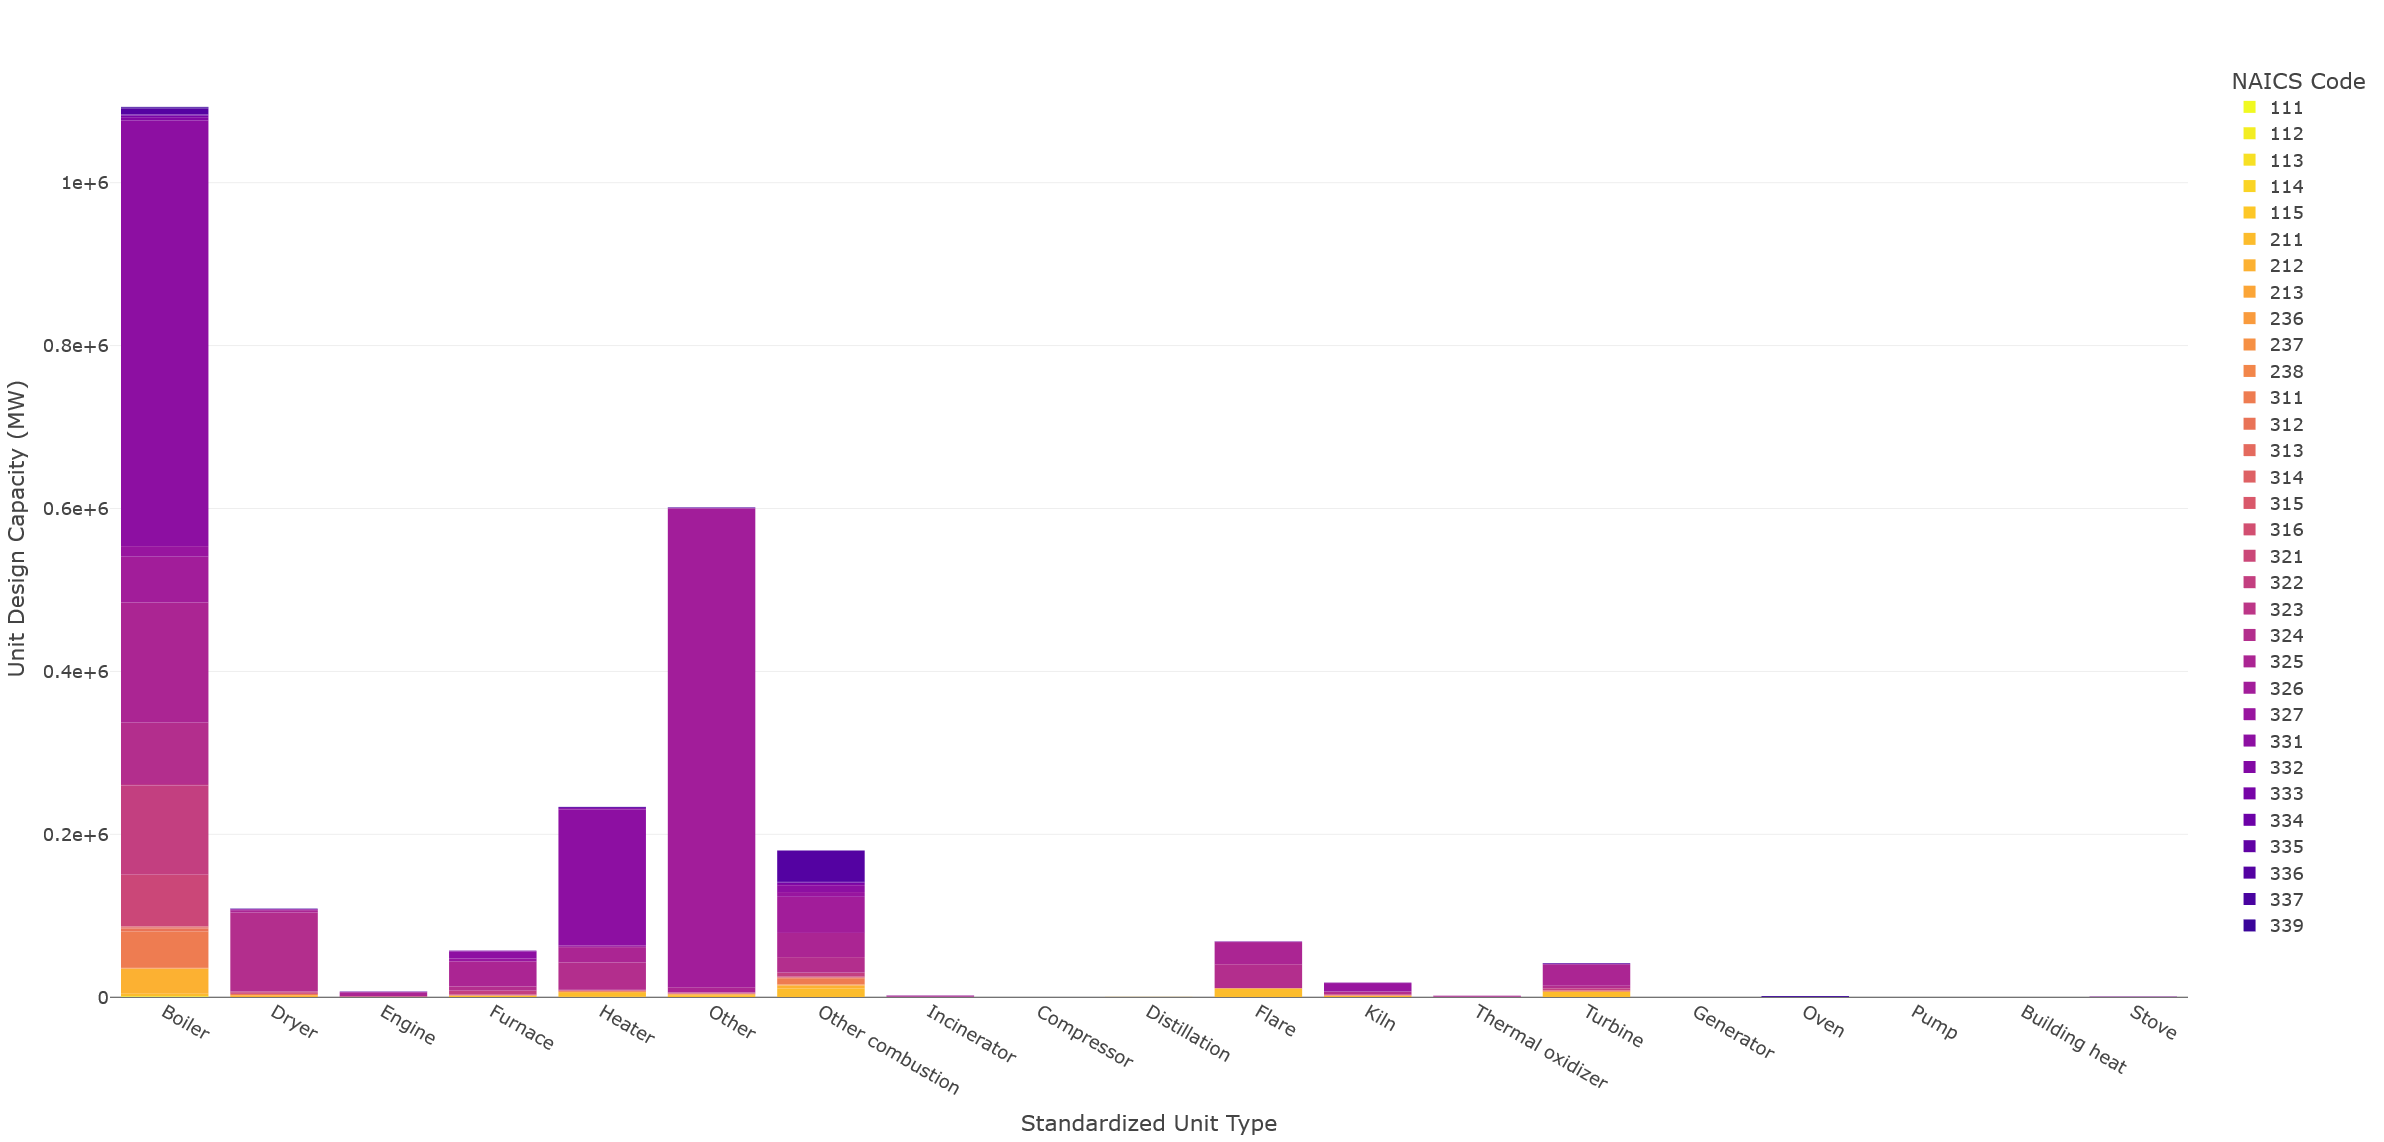 NAICS Code
111
112
113
114
115
211
212
213
236
237
238
311
312
313
314
315
316
321
322
323
324
325
326
327
331
332
333
334
335
336
337
339
Unit Design Capacity (MW)
1e+6
0.8e+6
0.6e+6
0.4e+6
0.2e+6
0
Boiler
Dryer
Engine
Furnace
Heater
Other
Other combustion
Incinerator
Compressor
Distillation
Flare
Kiln
Thermal oxidizer
Turbine
Generator
Oven
Pump
Building heat
Stove
Standardized Unit Type